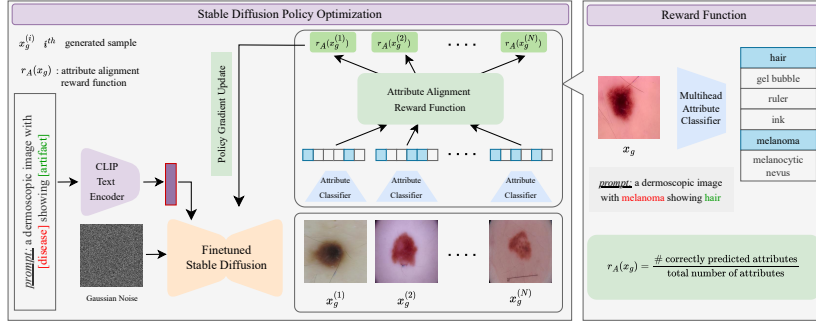 Stable Diffusion Policy Optimization
x_g^(i) i^th generated sample
r_A(x_g) : attribute alignment
reward function
prompt: a dermoscopic image with
[disease] showing [artifact]
CLIP
Text
Encoder
Gaussian Noise
Finetuned
Stable Diffusion
Policy Gradient Update
r_A(x_g^(1))
r_A(x_g^(2))
. . . .
r_A(x_g^(N))
Attribute Alignment
Reward Function
. . . .
Attribute
Classifier
Attribute
Classifier
Attribute
Classifier
. . . .
x_g^(1)
x_g^(2)
. . . .
x_g^(N)
Reward Function
x_g
Multihead
Attribute
Classifier
hair
gel bubble
ruler
ink
melanoma
melanocytic
nevus
prompt: a dermoscopic image
with melanoma showing hair
r_A(x_g) = # correctly predicted attributes / total number of attributes